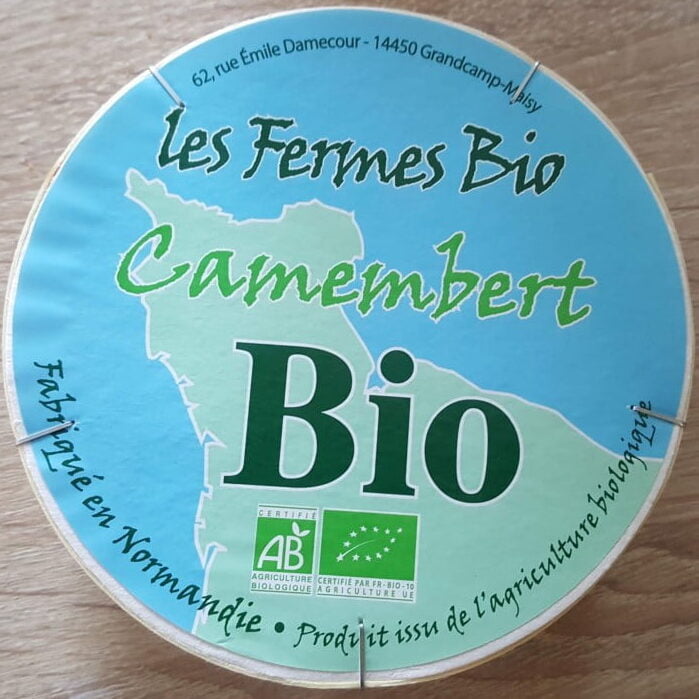 62, rue Émile Damecour - 14450 Grandcamp-Maisy
les Fermes Bio
Camembert
Bio
CERTIFIÉ
AB
AGRICULTURE
BIOLOGIQUE
CERTIFIÉ PAR FR-BIO-10
AGRICULTURE UE
Fabriqué en Normandie • Produit issu de l'agriculture biologique